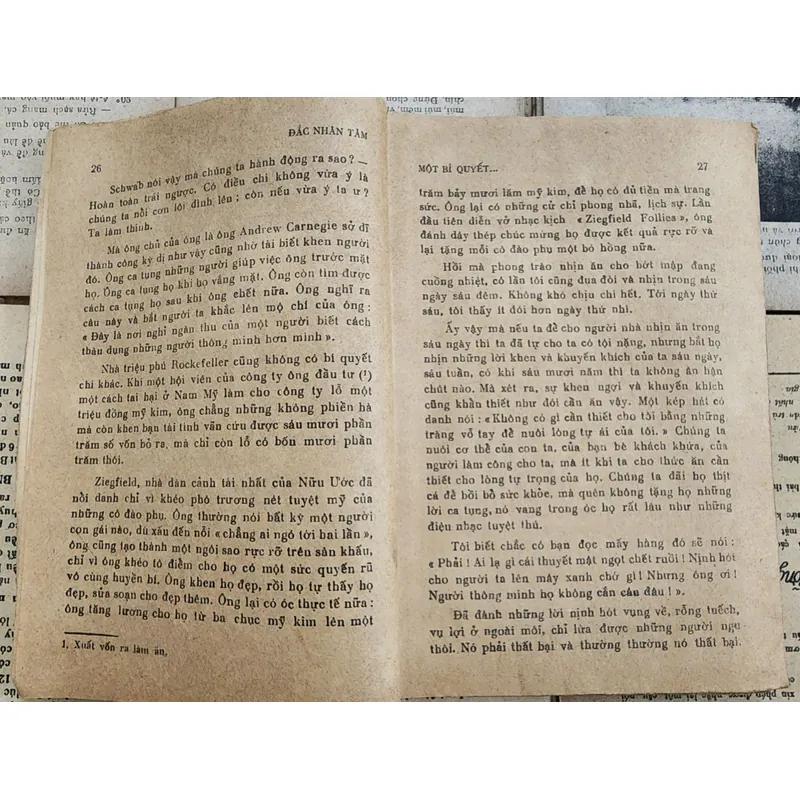 ĐẮC NHÂN TÂM
26
Schwab nói vậy mà chúng ta hành động ra sao? —
Hoàn toàn trái ngược. Có điều chi không vừa ý là
chúng ta nồi cơn lôi đình lên; còn nếu vừa ý ta ư?
Ta làm thinh.
Mà ông chủ của ông là ông Andrew Carnegie sở dĩ
thành công kỳ dị như vậy cũng nhờ tài biết khen người
đó. Ông ca tụng những người giúp việc ông trước mặt
họ. Ông ca tụng họ khi họ vắng mặt. Ông còn tìm được
cách ca tụng họ sau khi ông chết nữa. Ông nghĩ ra
câu này và bắt người ta khắc lên mộ chí của ông:
« Đây là nơi nghỉ ngàn thu của một người biết cách
thâu dụng những người thông minh hơn mình ».
Nhà triệu phú Rockefeller cũng không có bí quyết
chi khác. Khi một hội viên của công ty ông đầu tư (¹)
một cách tai hại ở Nam Mỹ làm cho công ty lỗ một
triệu đồng mỹ kim, ông chẳng những không phiền hà
mà còn khen bạn tài tình vãn cứu được sáu mươi phần
trăm số vốn bỏ ra, mà chỉ còn lỗ có bốn mươi phần
trăm thôi.
Ziegfield, nhà dàn cảnh tài nhất của Nữu Ước đã
nồi danh chỉ vì khéo phô trương nét tuyệt mỹ của
những cô đào phụ. Ông thường nói bất kỳ một người
con gái nào, dù xấu đến nỗi « chẳng ai ngó tới hai lần »,
ông cũng tạo thành một ngôi sao rực rỡ trên sân khấu,
chỉ vì ông khéo tô điểm cho họ có một sức quyến rũ
vô cùng huyền bí. Ông khen họ đẹp, rồi họ tự thấy họ
đẹp, sửa soạn cho đẹp thêm. Ông lại có óc thực tế nữa:
ông tăng lương cho họ từ ba chục mỹ kim lên một
1. Xuất vốn ra làm ăn.
MỘT BÍ QUYẾT...
27
trăm bảy mươi lăm mỹ kim, để họ có đủ tiền mà trang
sức. Ông lại có những cử chỉ phong nhã, lịch sự. Lần
đầu tiên diễn vở nhạc kịch « Ziegfield Follies », ông
đánh dây thép chúc mừng họ được kết quả rực rỡ và
lại tặng mỗi cô đào phụ một bó hồng nữa.
Hồi mà phong trào nhịn ăn cho bớt mập đang
cuồng nhiệt, có lần tôi cũng đua đòi và nhịn trong sáu
ngày sáu đêm. Không khó chịu chi hết. Tới ngày thứ
sáu, tôi thấy ít đói hơn ngày thứ nhì.
Ấy vậy mà nếu ta để cho người nhà nhịn ăn trong
sáu ngày thì ta đã tự cho ta có tội nặng, nhưng bắt họ
nhịn những lời khen và khuyến khích của ta sáu ngày,
sáu tuần, có khi sáu mươi năm thì ta không ân hận
chút nào. Mà xét ra, sự khen ngợi và khuyến khích
cũng khẩn thiết như đói cần ăn vậy. Một kép hát có
danh nói: « Không có gì cần thiết cho tôi bằng những
tràng vỗ tay để nuôi lòng tự ái của tôi. » Chúng ta
nuôi cơ thể của con ta, của bạn bè khách khứa, của
người làm công cho ta, mà ít khi ta cho thức ăn cần
thiết cho lòng tự trọng của họ. Chúng ta đãi họ thịt
cá để bồi bổ sức khỏe, mà quên không tặng họ những
lời ca tụng, nó vang trong óc họ rất lâu như những
điệu nhạc tuyệt thú.
Tôi biết chắc có bạn đọc mấy hàng đó sẽ nói:
« Phải! Ai lạ gì cái thuyết mật ngọt chết ruồi! Nịnh hót
cho người ta lên mây xanh chớ gì! Nhưng ông ơi!
Người thông minh họ không cắn câu đâu! ».
Đã đành những lời nịnh hót vụng về, rỗng tuếch,
vụ lợi ở ngoài môi, chỉ lừa được những người ngu
thôi. Nó phải thất bại và thường thường nó thất bại.